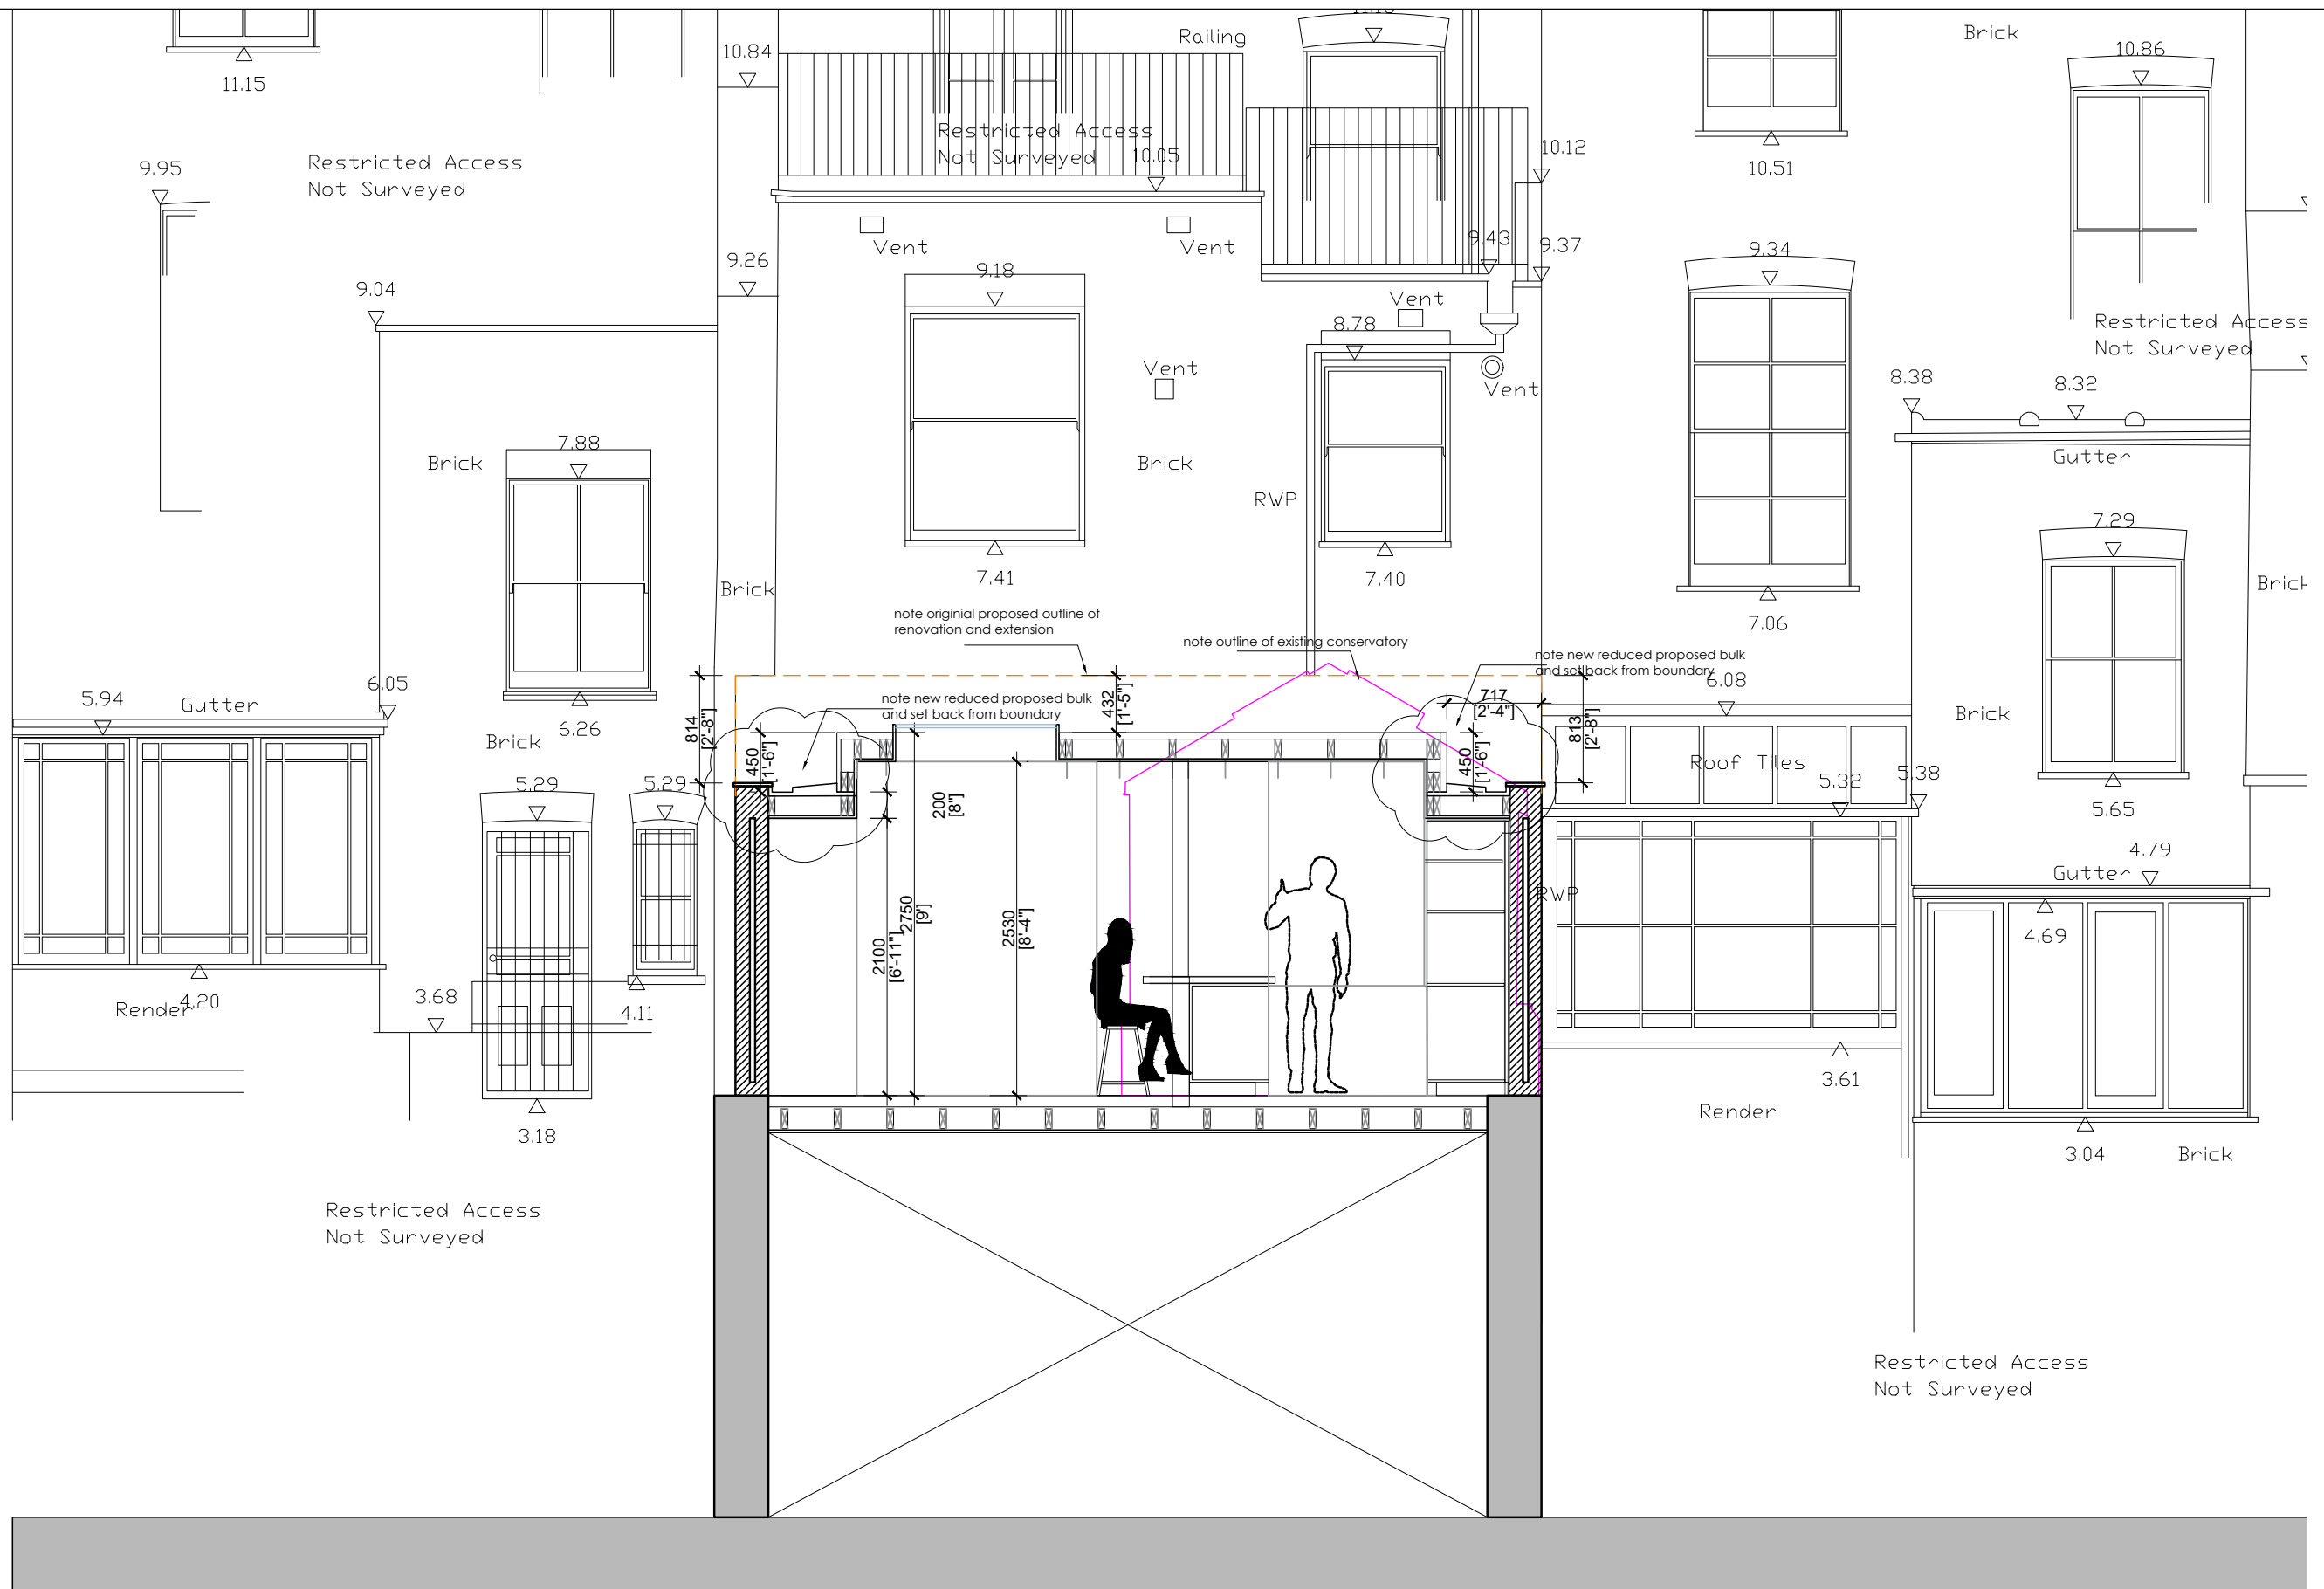 Railing
Brick
11.18
10.84
10.86
11.15
Restricted Access
Not Surveyed
10.05
10.12
10.51
Restricted Access
Not Surveyed
9.95
Vent
Vent
9.43
9.37
9.26
9.18
9.34
9.04
Vent
8.78
Restricted Access
Not Surveyed
Vent
Vent
8.38
8.32
7.88
Brick
Brick
Gutter
RWP
7.29
7.41
7.40
Brick
Brick
7.06
note originial proposed outline of
renovation and extension
note outline of existing conservatory
note new reduced proposed bulk
and set back from boundary
6.08
5.94
Gutter
6.05
6.26
Brick
note new reduced proposed bulk
and set back from boundary
814
[2'-8"]
432
[1'-5"]
717
[2'-4"]
813
[2'-8"]
Brick
450
[1'-6"]
450
[1'-6"]
Roof Tiles
5.32
5.38
5.29
5.29
200
[8"]
5.65
4.79
Gutter
RWP
2100
[6'-11"]
2750
[9']
2530
[8'-4"]
4.69
4.20
Render
3.68
4.11
3.61
Render
3.18
3.04
Brick
Restricted Access
Not Surveyed
Restricted Access
Not Surveyed